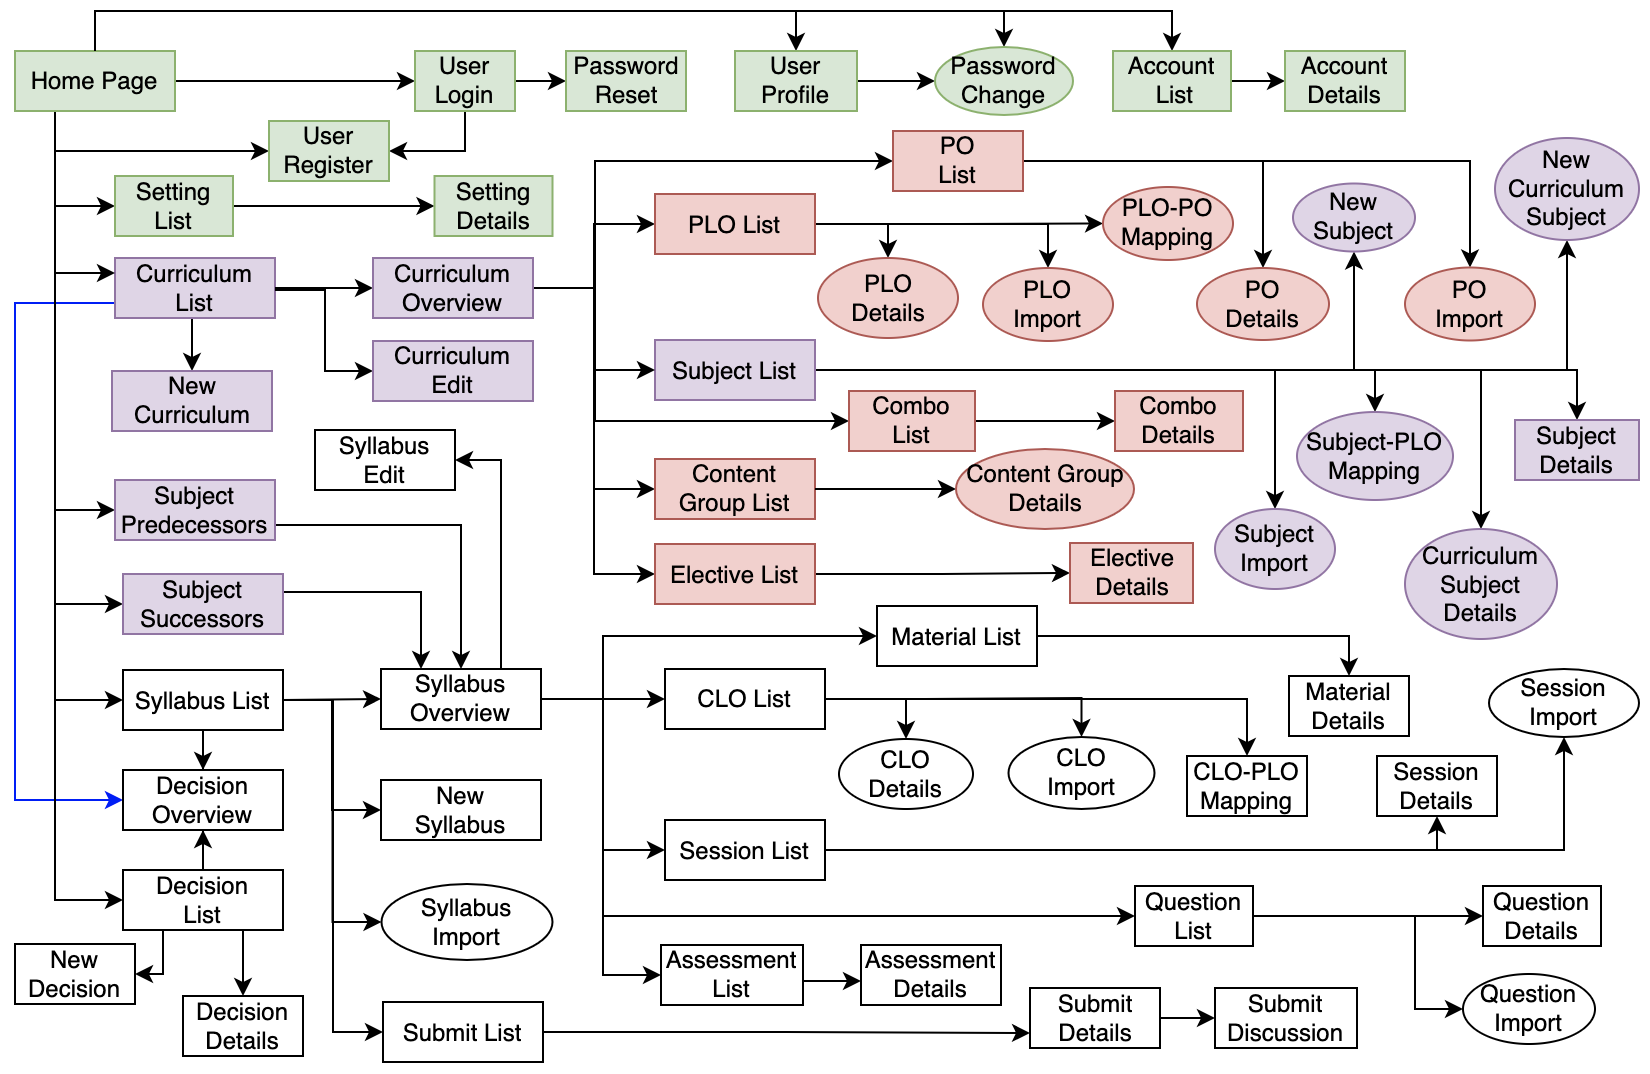 Home Page
User
Login
Password
Reset
User
Profile
Password
Change
Account
List
Account
Details
User
Register
PO
List
New
Curriculum
Subject
Setting
List
Setting
Details
PLO List
PLO-PO
Mapping
New
Subject
Curriculum
List
Curriculum
Overview
PLO
Details
PLO
Import
PO
Details
PO
Import
Curriculum
Edit
Subject List
New
Curriculum
Combo
List
Combo
Details
Syllabus
Edit
Subject-PLO
Mapping
Subject
Details
Subject
Predecessors
Content
Group List
Content Group
Details
Subject
Import
Elective List
Elective
Details
Curriculum
Subject
Details
Subject
Successors
Material List
Syllabus List
Syllabus
Overview
CLO List
Material
Details
Session
Import
Decision
Overview
New
Syllabus
CLO
Details
CLO
Import
CLO-PLO
Mapping
Session
Details
Session List
Decision
List
Syllabus
Import
Question
List
Question
Details
New
Decision
Assessment
List
Assessment
Details
Decision
Details
Submit List
Submit
Details
Submit
Discussion
Question
Import